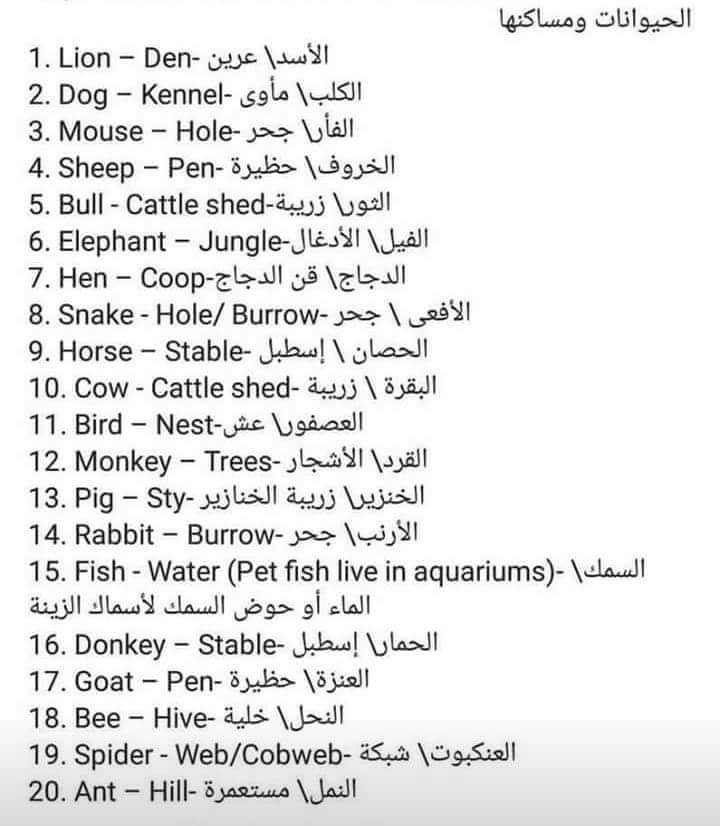 الحيوانات ومساكنها
1. Lion – Den- الأسد\ عرين
2. Dog – Kennel- الكلب\ مأوى
3. Mouse – Hole- الفأر\ جحر
4. Sheep – Pen- الخروف\ حظيرة
5. Bull - Cattle shed-الثور\ زريبة
6. Elephant – Jungle-الفيل\ الأدغال
7. Hen – Coop-الدجاج\ قن الدجاج
8. Snake - Hole/ Burrow- الأفعى \ جحر
9. Horse – Stable- الحصان \ إسطبل
10. Cow - Cattle shed- البقرة \ زريبة
11. Bird – Nest-العصفور\ عش
12. Monkey – Trees- القرد\ الأشجار
13. Pig – Sty- الخنزير\ زريبة الخنازير
14. Rabbit – Burrow- الأرنب\ جحر
15. Fish - Water (Pet fish live in aquariums)- السمك\
الماء أو حوض السمك لأسماك الزينة
16. Donkey – Stable- الحمار\ إسطبل
17. Goat – Pen- العنزة\ حظيرة
18. Bee – Hive- النحل\ خلية
19. Spider - Web/Cobweb- العنكبوت\ شبكة
20. Ant – Hill- النمل\ مستعمرة